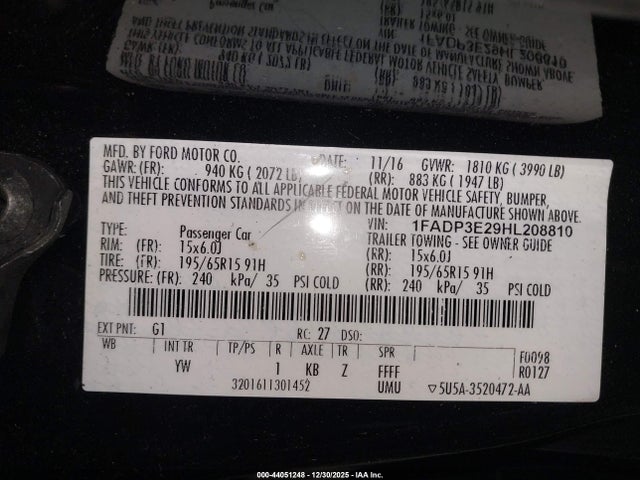 MFD. BY FORD MOTOR CO.
DATE: 11/16 GVWR: 1810 KG ( 3990 LB)
GAWR: (FR): 940 KG ( 2072 LB) (RR): 883 KG ( 1947 LB)
THIS VEHICLE CONFORMS TO ALL APPLICABLE FEDERAL MOTOR VEHICLE SAFETY, BUMPER,
AND THEFT PREVENTION STANDARDS IN EFFECT ON THE DATE OF MANUFACTURE SHOWN ABOVE
VIN: 1FADP3E29HL208810
TYPE: Passenger Car TRAILER TOWING - SEE OWNER GUIDE
RIM: (FR) 15x6.0J (RR) 15x6.0J
TIRE: (FR) 195/65R15 91H (RR) 195/65R15 91H
PRESSURE: (FR) 240 kPa/ 35 PSI COLD (RR) 240 kPa/ 35 PSI COLD
EXT PNT: G1 RC: 27 DSO:
WB INT TR TP/PS R AXLE TR SPR F0098
YW 1 KB Z FFFF R0127
3201611301452 UMU ▽5U5A-3520472-AA
000-44051248 - 12/30/2025 - IAA Inc.